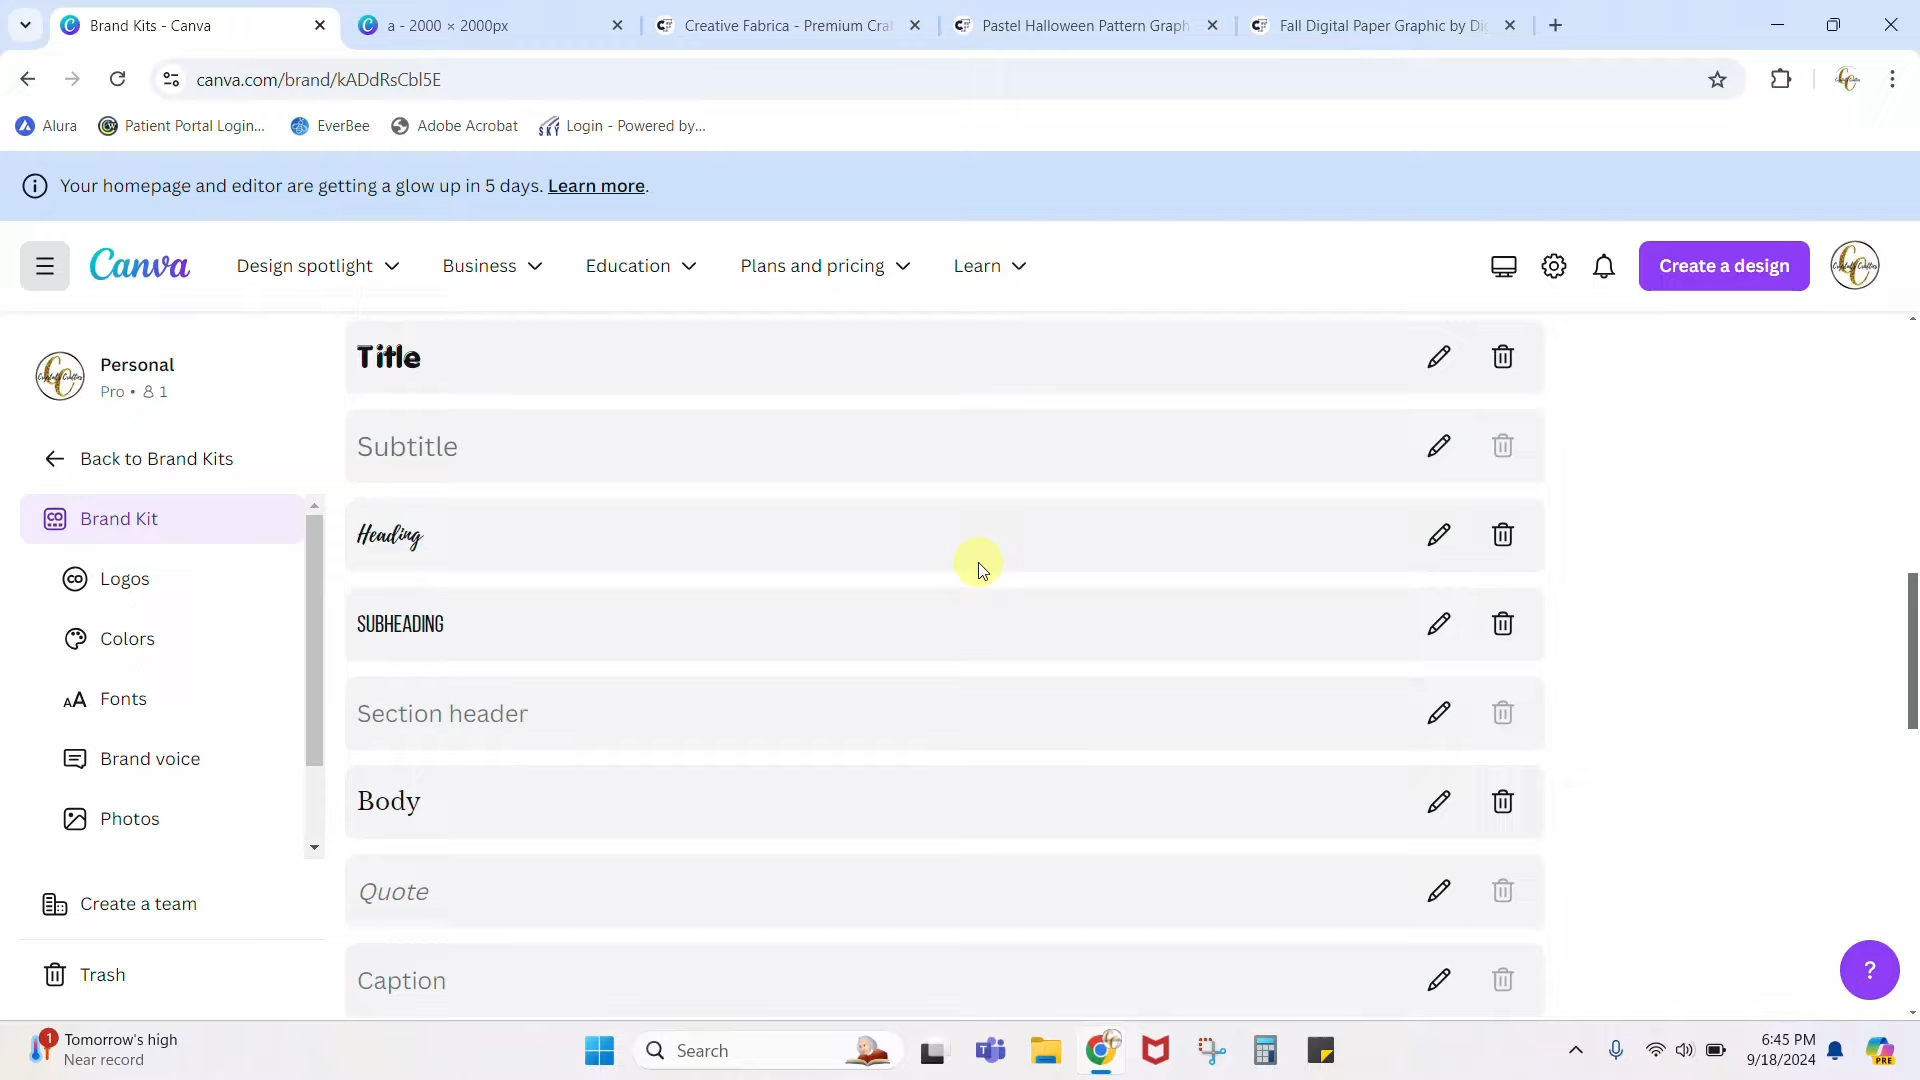 Brand Kits - Canva
a - 2000 × 2000px
Creative Fabrica - Premium Craf
Pastel Halloween Pattern Graph
Fall Digital Paper Graphic by Di
canva.com/brand/kADdRsCbl5E
Alura
Patient Portal Login...
EverBee
Adobe Acrobat
Login - Powered by...
Your homepage and editor are getting a glow up in 5 days. Learn more.
Canva
Design spotlight
Business
Education
Plans and pricing
Learn
Create a design
Personal
Pro • 1
Back to Brand Kits
Brand Kit
Logos
Colors
Fonts
Brand voice
Photos
Create a team
Trash
Title
Subtitle
Heading
SUBHEADING
Section header
Body
Quote
Caption
?
1
Tomorrow's high
Near record
Search
6:45 PM
9/18/2024
PRE